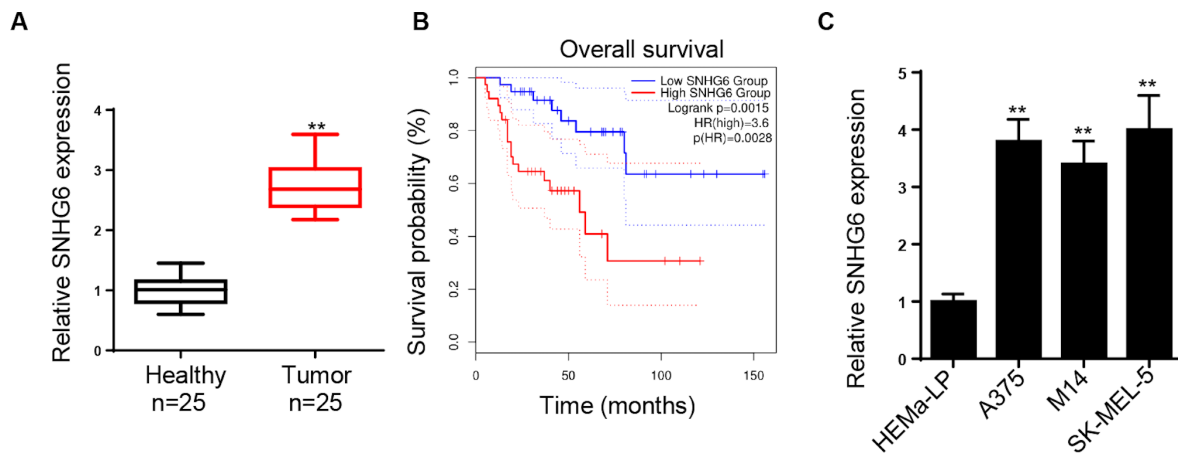 A
Relative SNHG6 expression
4
3
2
1
0
**
Healthy
n=25
Tumor
n=25
B
Overall survival
Survival probability (%)
1.0
0.8
0.6
0.4
0.2
0.0
Low SNHG6 Group
High SNHG6 Group
Logrank p=0.0015
HR(high)=3.6
p(HR)=0.0028
0
50
100
150
Time (months)
C
Relative SNHG6 expression
5
4
3
2
1
0
**
**
**
HEMa-LP
A375
M14
SK-MEL-5